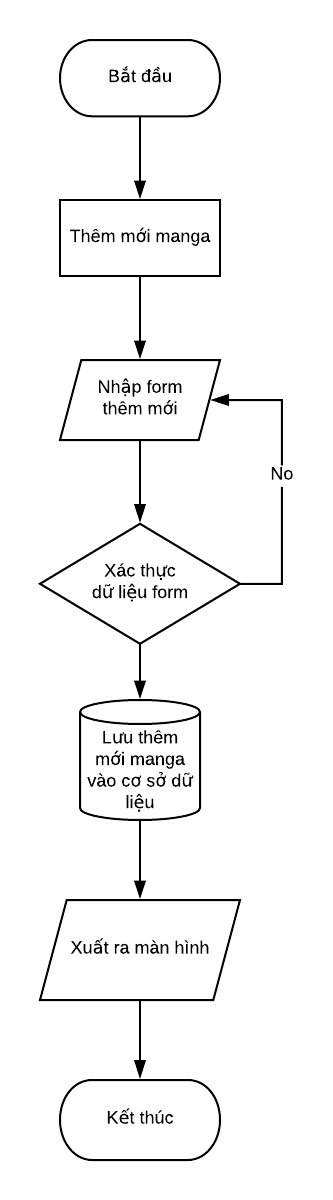 Bắt đầu
Thêm mới manga
Nhập form
thêm mới
No
Xác thực
dữ liệu form
Lưu thêm
mới manga
vào cơ sở dữ
liệu
Xuất ra màn hình
Kết thúc